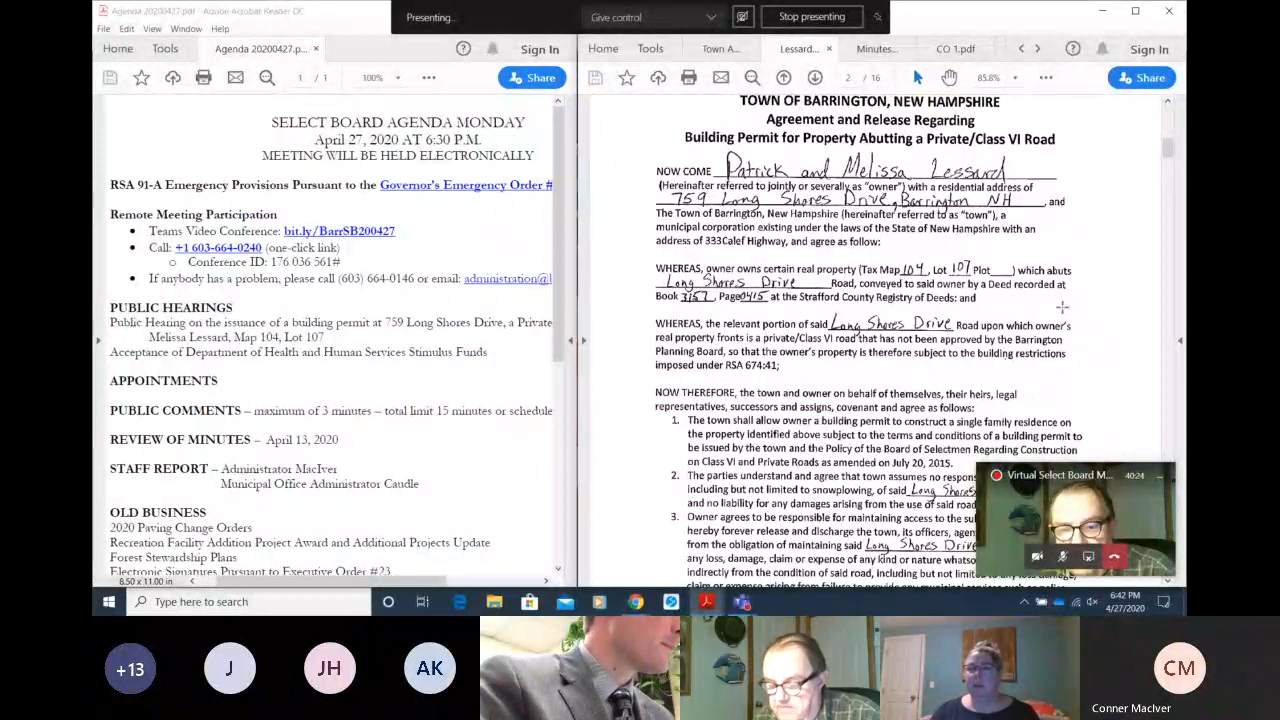 Agenda 20200427.pdf - Adobe Acrobat Reader DC
File Edit View Window Help
Home Tools Agenda 20200427.p... × Sign In
1 / 1 100% Share
SELECT BOARD AGENDA MONDAY
April 27, 2020 AT 6:30 P.M.
MEETING WILL BE HELD ELECTRONICALLY
RSA 91-A Emergency Provisions Pursuant to the Governor's Emergency Order #
Remote Meeting Participation
• Teams Video Conference: bit.ly/BarrSB200427
• Call: +1 603-664-0240 (one-click link)
o Conference ID: 176 036 561#
• If anybody has a problem, please call (603) 664-0146 or email: administration@
PUBLIC HEARINGS
Public Hearing on the issuance of a building permit at 759 Long Shores Drive, a Private
Melissa Lessard, Map 104, Lot 107
Acceptance of Department of Health and Human Services Stimulus Funds
APPOINTMENTS
PUBLIC COMMENTS – maximum of 3 minutes – total limit 15 minutes or schedule
REVIEW OF MINUTES – April 13, 2020
STAFF REPORT – Administrator MacIver
Municipal Office Administrator Caudle
OLD BUSINESS
2020 Paving Change Orders
Recreation Facility Addition Project Award and Additional Projects Update
Forest Stewardship Plans
Electronic Signatures Pursuant to Executive Order #23
8.50 x 11.00 in
Presenting... Give control Stop presenting
Home Tools Town A... Lessard... × Minutes... CO 1.pdf Sign In
2 / 16 85.8% Share
TOWN OF BARRINGTON, NEW HAMPSHIRE
Agreement and Release Regarding
Building Permit for Property Abutting a Private/Class VI Road
NOW COME Patrick and Melissa Lessard
(Hereinafter referred to jointly or severally as "owner") with a residential address of
759 Long Shores Drive, Barrington NH, and
The Town of Barrington, New Hampshire (hereinafter referred to as "town"), a
municipal corporation existing under the laws of the State of New Hampshire with an
address of 333Calef Highway, and agree as follow:
WHEREAS, owner owns certain real property (Tax Map 104, Lot 107 Plot____) which abuts
Long Shores Drive Road, conveyed to said owner by a Deed recorded at
Book 3157, Page 0415 at the Strafford County Registry of Deeds: and
WHEREAS, the relevant portion of said Long Shores Drive Road upon which owner's
real property fronts is a private/Class VI road that has not been approved by the Barrington
Planning Board, so that the owner's property is therefore subject to the building restrictions
imposed under RSA 674:41;
NOW THEREFORE, the town and owner on behalf of themselves, their heirs, legal
representatives, successors and assigns, covenant and agree as follows:
1. The town shall allow owner a building permit to construct a single family residence on
the property identified above subject to the terms and conditions of a building permit to
be issued by the town and the Policy of the Board of Selectmen Regarding Construction
on Class VI and Private Roads as amended on July 20, 2015.
2. The parties understand and agree that town assumes no respons
including but not limited to snowplowing, of said Long Shores
and no liability for any damages arising from the use of said road
3. Owner agrees to be responsible for maintaining access to the su
hereby forever release and discharge the town, its officers, agen
from the obligation of maintaining said Long Shores Drive
any loss, damage, claim or expense of any kind or nature whatso
indirectly from the condition of said road, including but not limited to any loss damage,
Virtual Select Board M... 40:24
Type here to search
6:42 PM
4/27/2020
+13 J JH AK CM
Conner MacIver